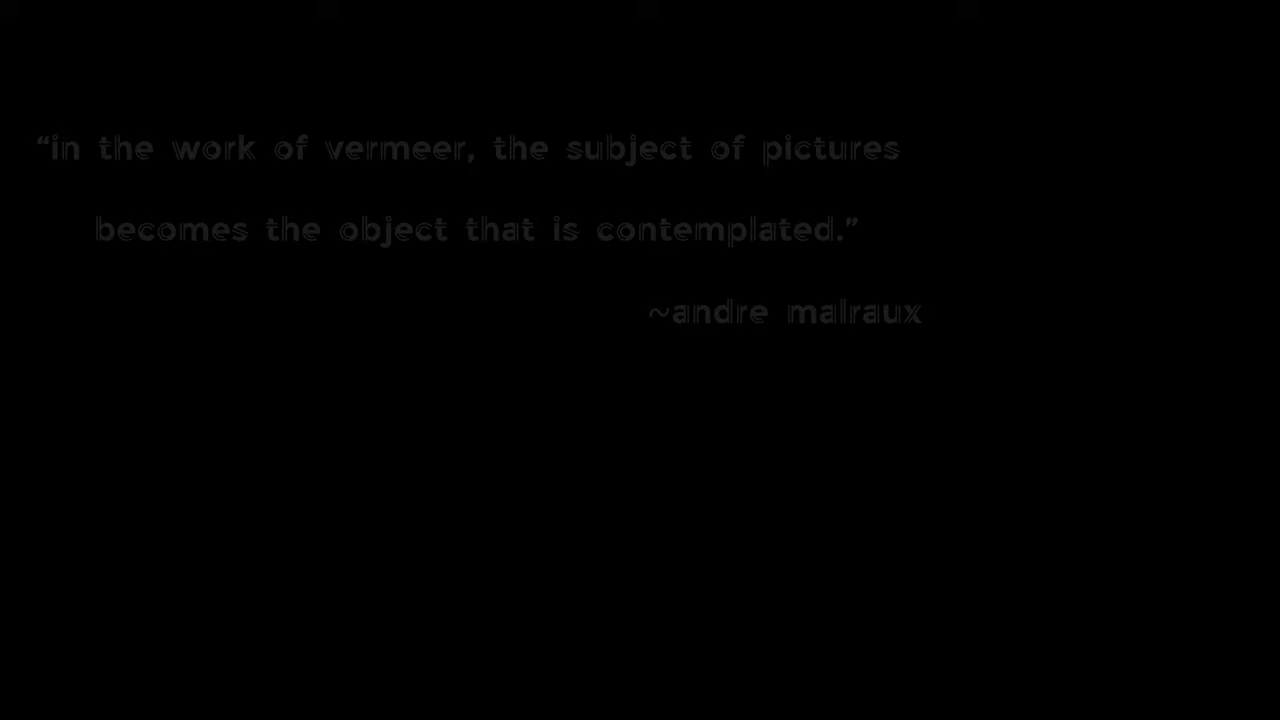 “in the work of vermeer, the subject of pictures
becomes the object that is contemplated.”
~andre malraux